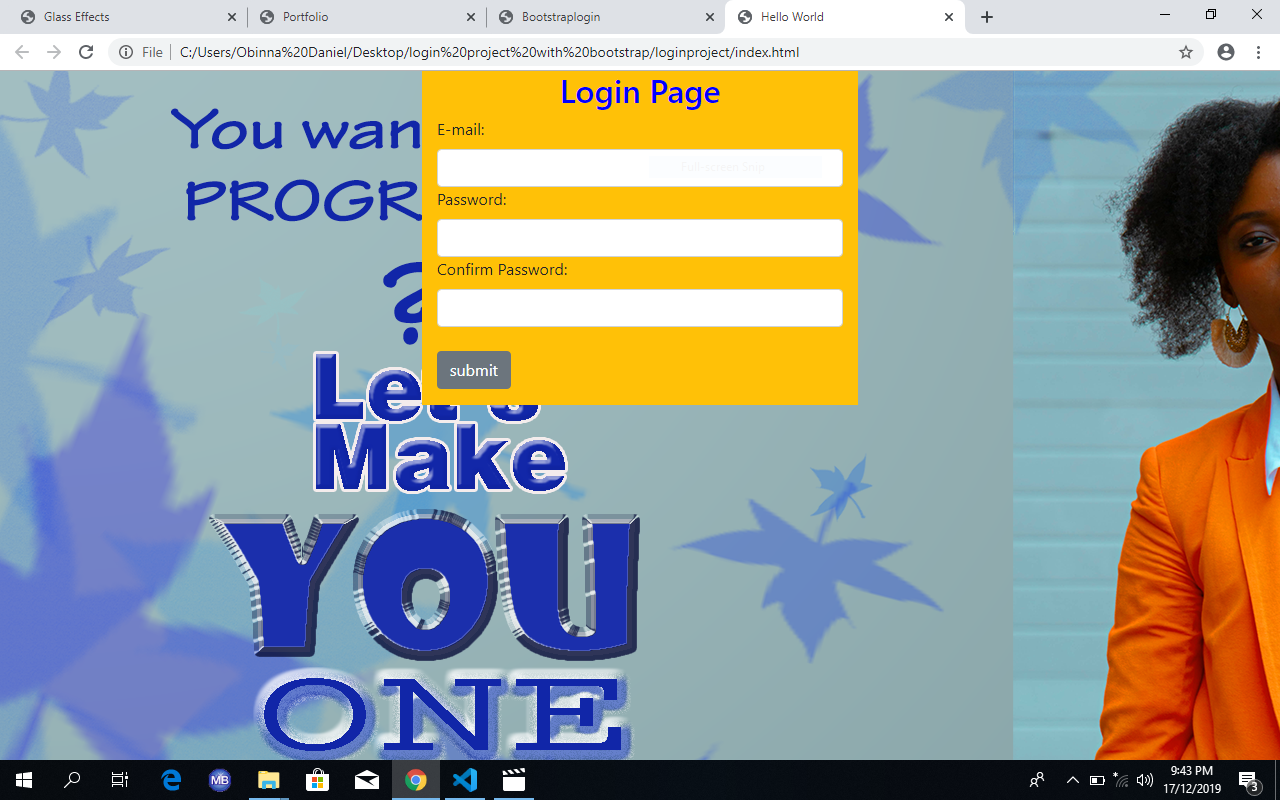 Glass Effects
Portfolio
Bootstraplogin
Hello World
File
C:/Users/Obinna%20Daniel/Desktop/login%20project%20with%20bootstrap/loginproject/index.html
You wan
PROGR
?
Login Page
E-mail:
Full-screen Snip
Password:
Confirm Password:
submit
Let's
Make
YOU
ONE
MB
9:43 PM
17/12/2019
3